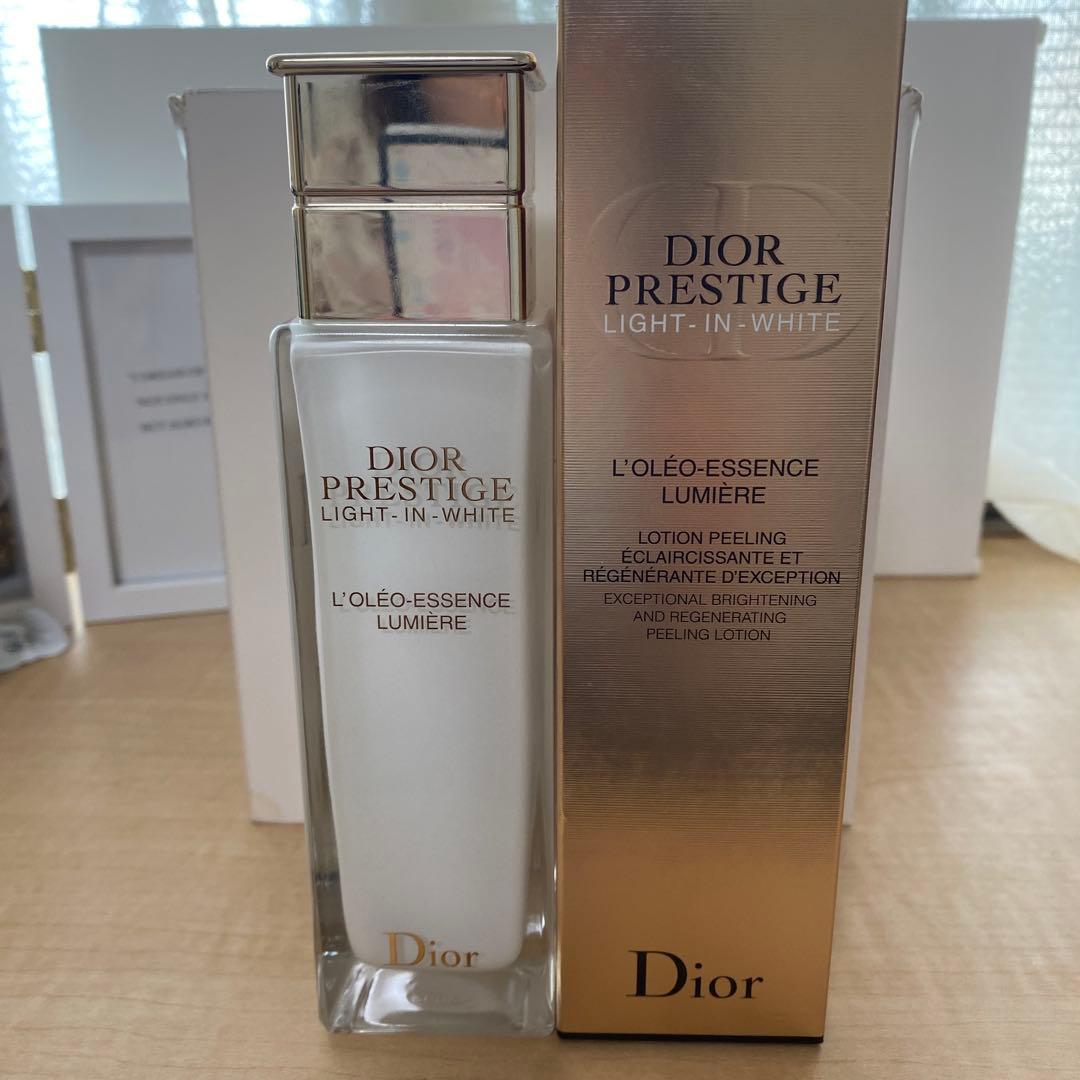 DIOR
PRESTIGE
LIGHT-IN-WHITE
L'OLÉO-ESSENCE
LUMIÈRE
Dior
DIOR
PRESTIGE
LIGHT-IN-WHITE
L'OLÉO-ESSENCE
LUMIÈRE
LOTION PEELING
ÉCLAIRCISSANTE ET
RÉGÉNÉRANTE D'EXCEPTION
EXCEPTIONAL BRIGHTENING
AND REGENERATING
PEELING LOTION
Dior